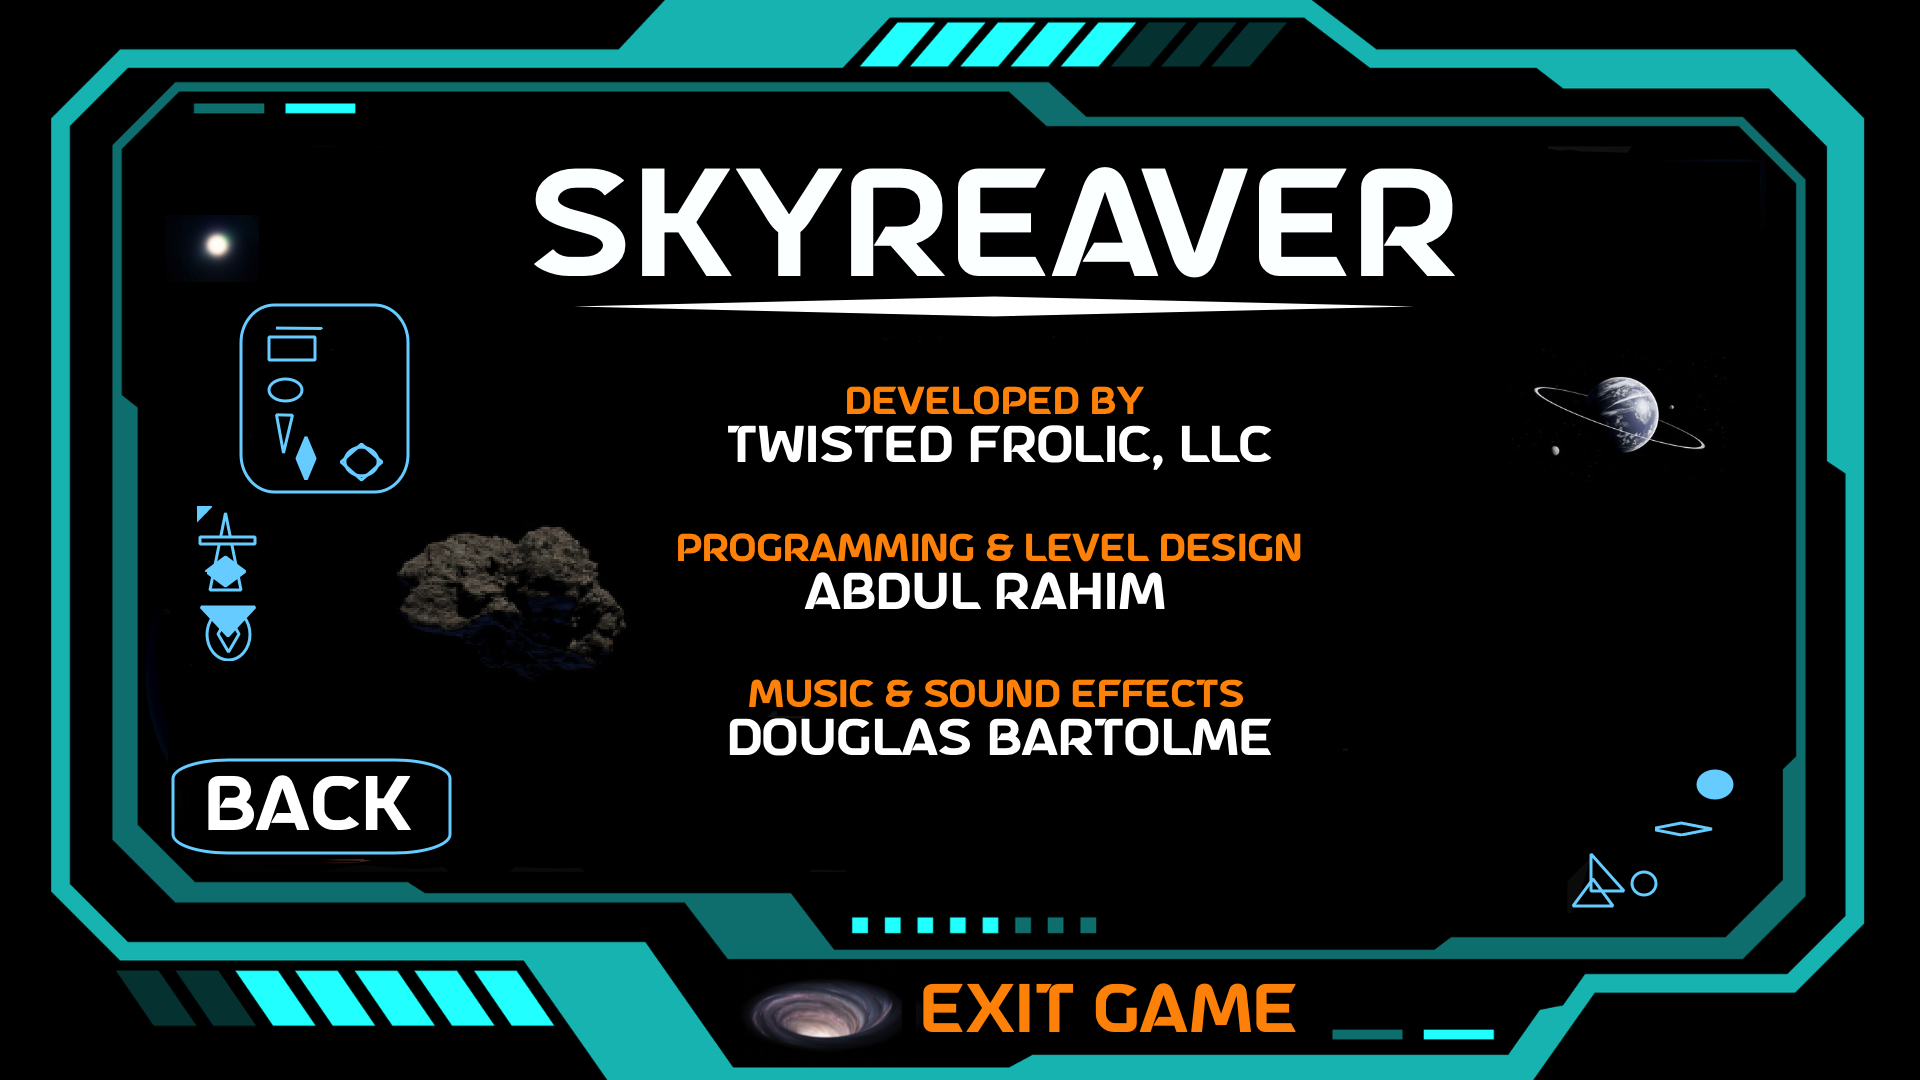 SKYREAVER
DEVELOPED BY
TWISTED FROLIC, LLC
PROGRAMMING & LEVEL DESIGN
ABDUL RAHIM
MUSIC & SOUND EFFECTS
DOUGLAS BARTOLME
BACK
EXIT GAME